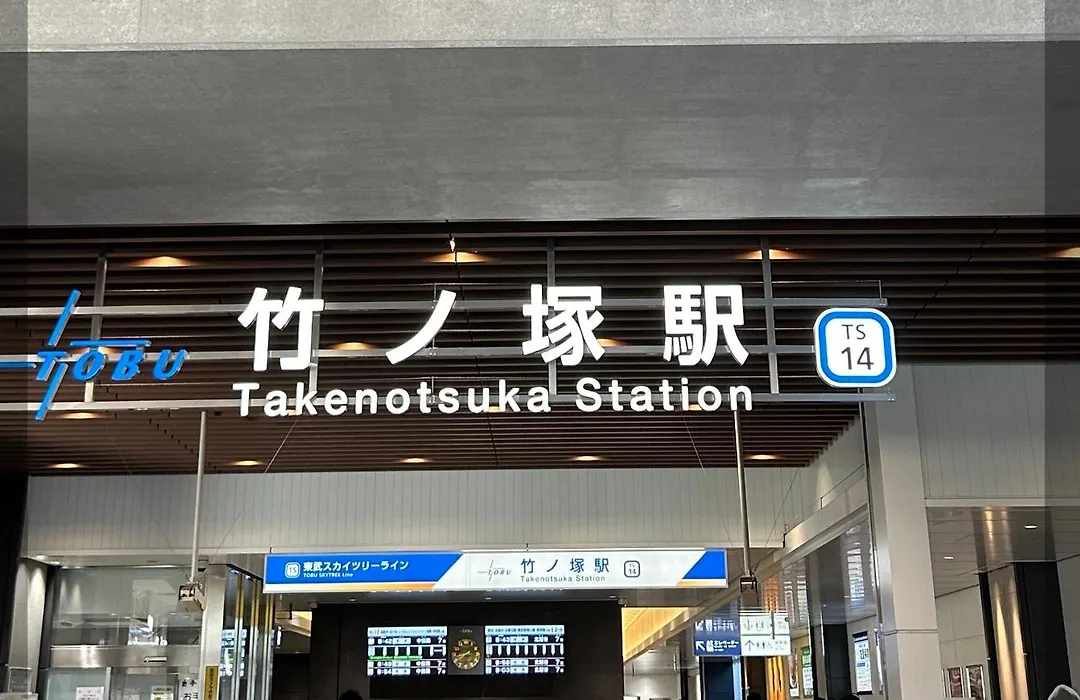 TOBU
竹ノ塚駅
Takenotsuka Station
TS
14
TS 東武スカイツリーライン
TOBU SKYTREE Line
TOBU 竹ノ塚駅
Takenotsuka Station
TS
14